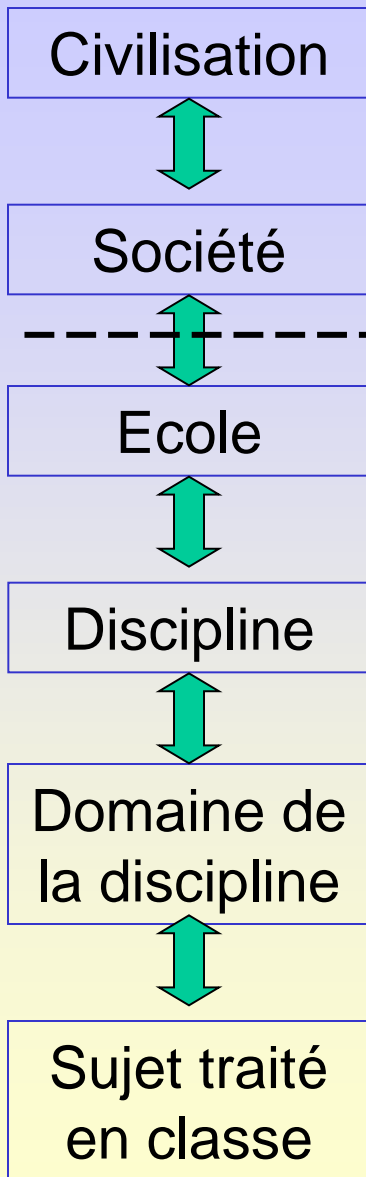 Civilisation
Société
Ecole
Discipline
Domaine de
la discipline
Sujet traité
en classe